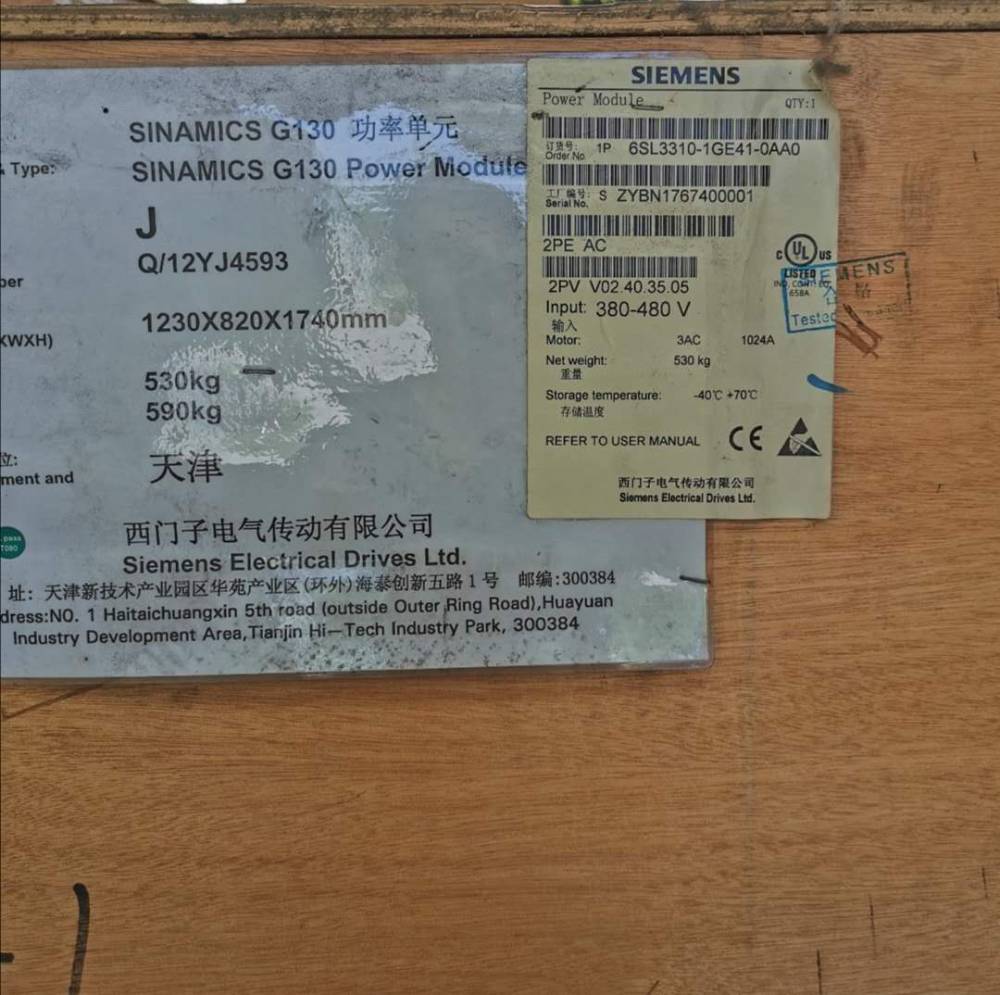 & Type:
SINAMICS G130 功率单元
SINAMICS G130 Power Module
J
Q/12YJ4593
1230X820X1740mm
XWXH)
530kg
590kg
位:
ment and
天津
西门子电气传动有限公司
Siemens Electrical Drives Ltd.
址: 天津新技术产业园区华苑产业区(环外)海泰创新五路1号 邮编:300384
dress:NO. 1 Haitaichuangxin 5th road (outside Outer Ring Road),Huayuan
Industry Development Area,Tianjin Hi-Tech Industry Park, 300384
SIEMENS
Power Module QTY:1
订货号: 1P 6SL3310-1GE41-0AA0
Order No.
工厂编号: S ZYBN1767400001
Serial No.
2PE AC
2PV V02.40.35.05
Input: 380-480 V
输入
Motor: 3AC 1024A
Net weight: 530 kg
重量
Storage temperature: -40℃ +70℃
存储温度
REFER TO USER MANUAL CE
西门子电气传动有限公司
Siemens Electrical Drives Ltd.
C UL US
LISTED
658A
SIEMENS
Tested